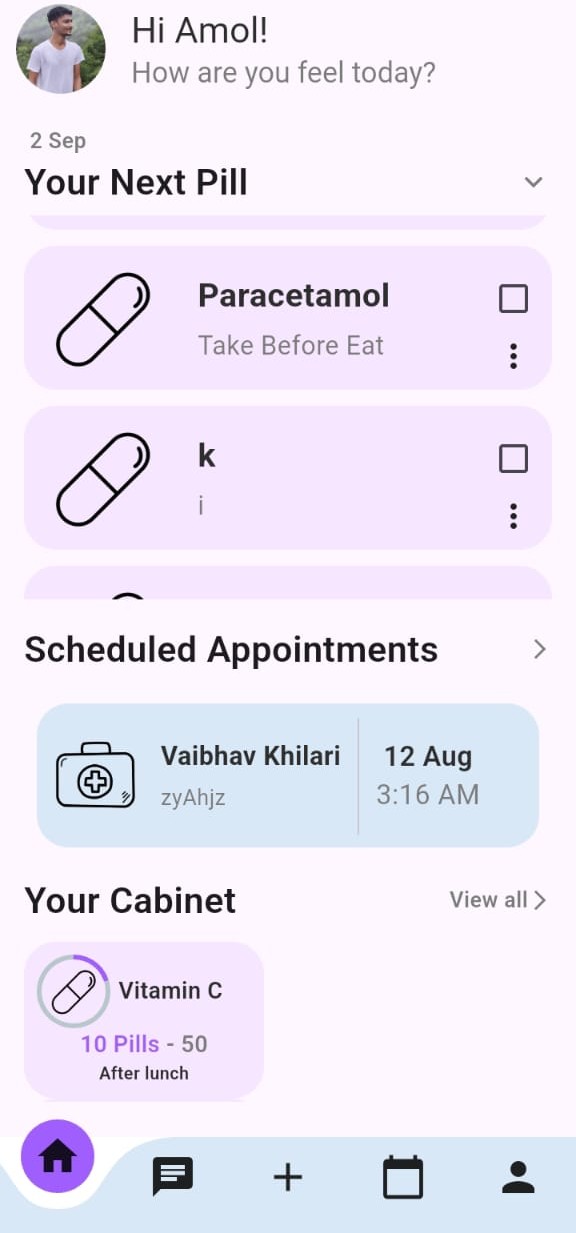 Hi Amol!
How are you feel today?
2 Sep
Your Next Pill
Paracetamol
Take Before Eat
k
i
Scheduled Appointments
Vaibhav Khilari
zyAhjz
12 Aug
3:16 AM
Your Cabinet
View all
Vitamin C
10 Pills - 50
After lunch